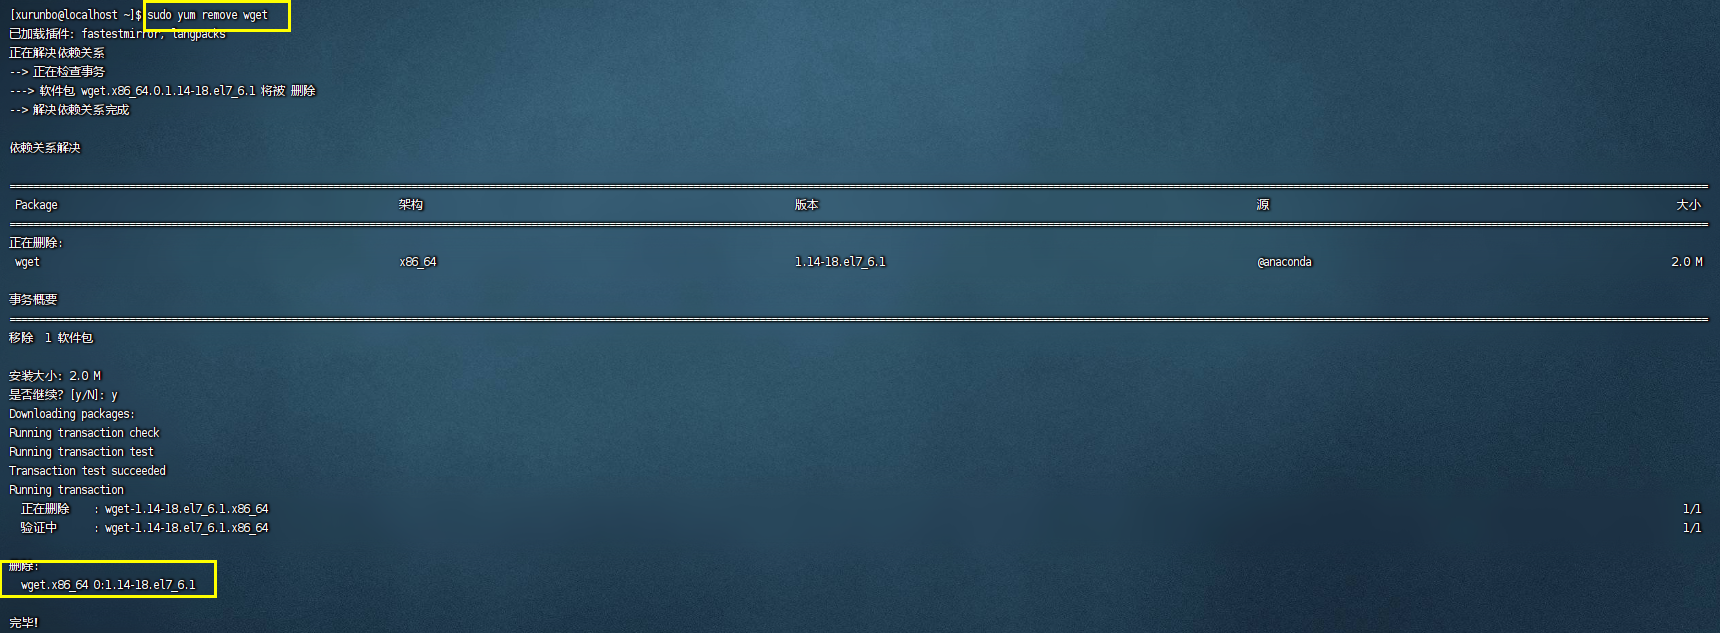 [xurunbo@localhost ~]$ sudo yum remove wget
已加载插件: fastestmirror, langpacks
正在解决依赖关系
--> 正在检查事务
---> 软件包 wget.x86_64.0.1.14-18.el7_6.1 将被 删除
--> 解决依赖关系完成
依赖关系解决
Package 架构 版本 源 大小
正在删除:
wget x86_64 1.14-18.el7_6.1 @anaconda 2.0 M
事务概要
移除 1 软件包
安装大小: 2.0 M
是否继续? [y/N]: y
Downloading packages:
Running transaction check
Running transaction test
Transaction test succeeded
Running transaction
正在删除 : wget-1.14-18.el7_6.1.x86_64 1/1
验证中 : wget-1.14-18.el7_6.1.x86_64 1/1
删除:
wget.x86_64 0:1.14-18.el7_6.1
完毕!